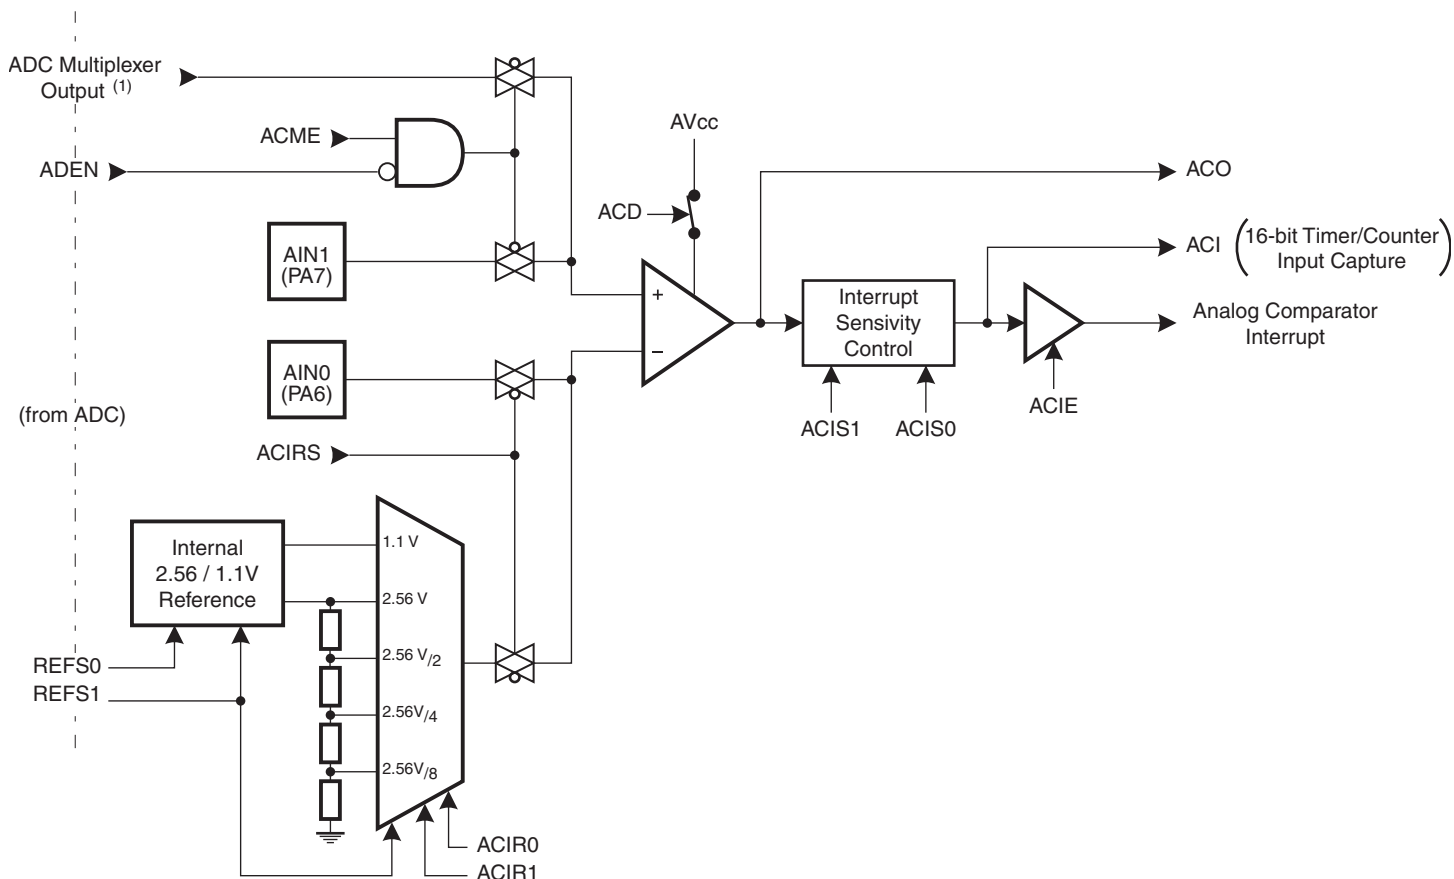 ADC Multiplexer
Output (1)
ACME
ADEN
AIN1
(PA7)
AIN0
(PA6)
(from ADC)
ACIRS
Internal
2.56 / 1.1V
Reference
REFS0
REFS1
1.1 V
2.56 V
2.56 V/2
2.56V/4
2.56V/8
ACIR0
ACIR1
AVcc
ACD
+
−
Interrupt
Sensivity
Control
ACIS1
ACIS0
ACIE
ACO
ACI (16-bit Timer/Counter
Input Capture)
Analog Comparator
Interrupt